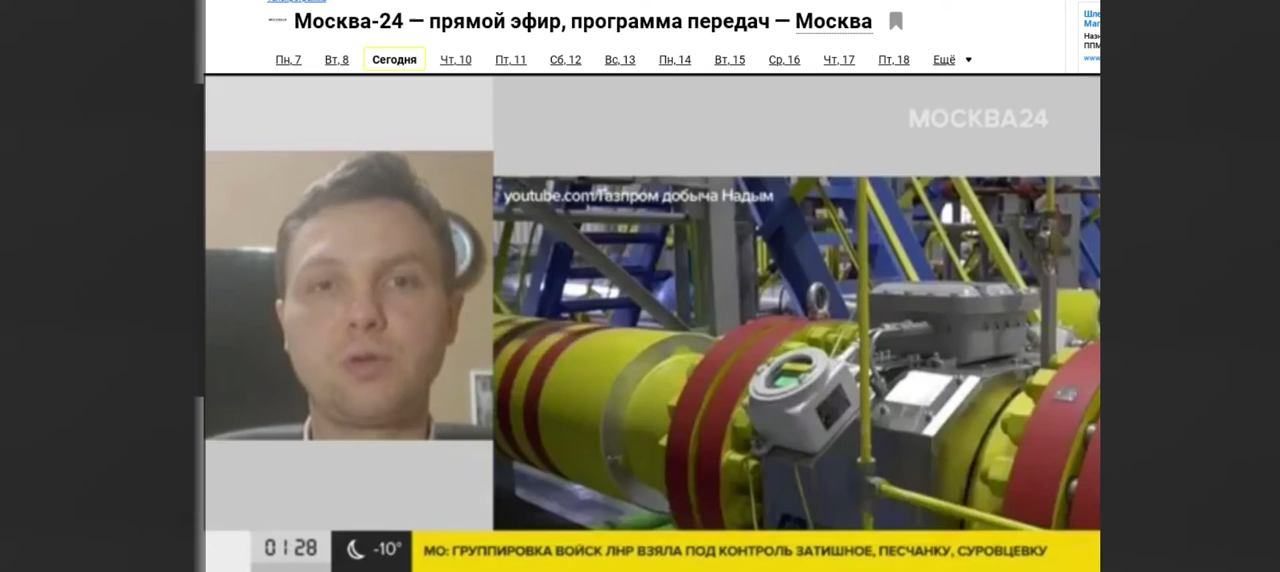 Москва-24 — прямой эфир, программа передач — Москва
Пн, 7 Вт, 8 Сегодня Чт, 10 Пт, 11 Сб, 12 Вс, 13 Пн, 14 Вт, 15 Ср, 16 Чт, 17 Пт, 18 Ещё
МОСКВА24
youtube.com/Газпром добыча Надым
01:28 -10° МО: ГРУППИРОВКА ВОЙСК ЛНР ВЗЯЛА ПОД КОНТРОЛЬ ЗАТИШНОЕ, ПЕСЧАНКУ, СУРОВЦЕВКУ